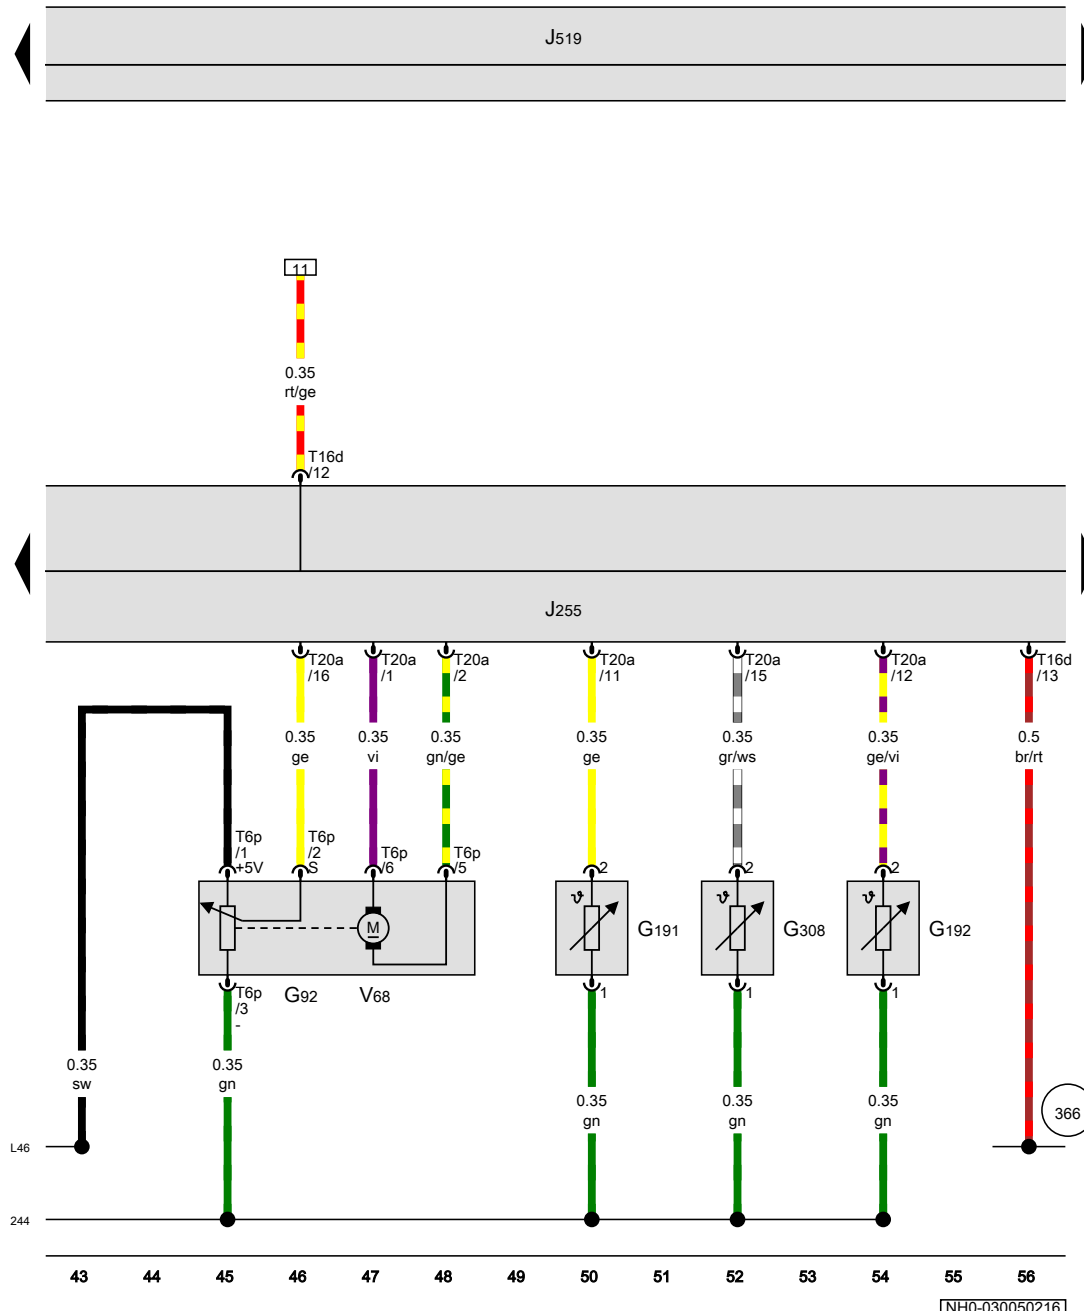 J519
11
0.35
rt/ge
T16d
/12
J255
T20a
/16
T20a
/1
T20a
/2
T20a
/11
T20a
/15
T20a
/12
T16d
/13
0.35
ge
0.35
vi
0.35
gn/ge
0.35
ge
0.35
gr/ws
0.35
ge/vi
0.5
br/rt
T6p
/1
+5V
T6p
/2
S
T6p
/6
T6p
/5
2
2
2
ϑ
ϑ
ϑ
M
G191
G308
G192
T6p
/3
-
G92
V68
1
1
1
0.35
sw
0.35
gn
0.35
gn
0.35
gn
0.35
gn
366
L46
244
43 44 45 46 47 48 49 50 51 52 53 54 55 56
NH0-030050216